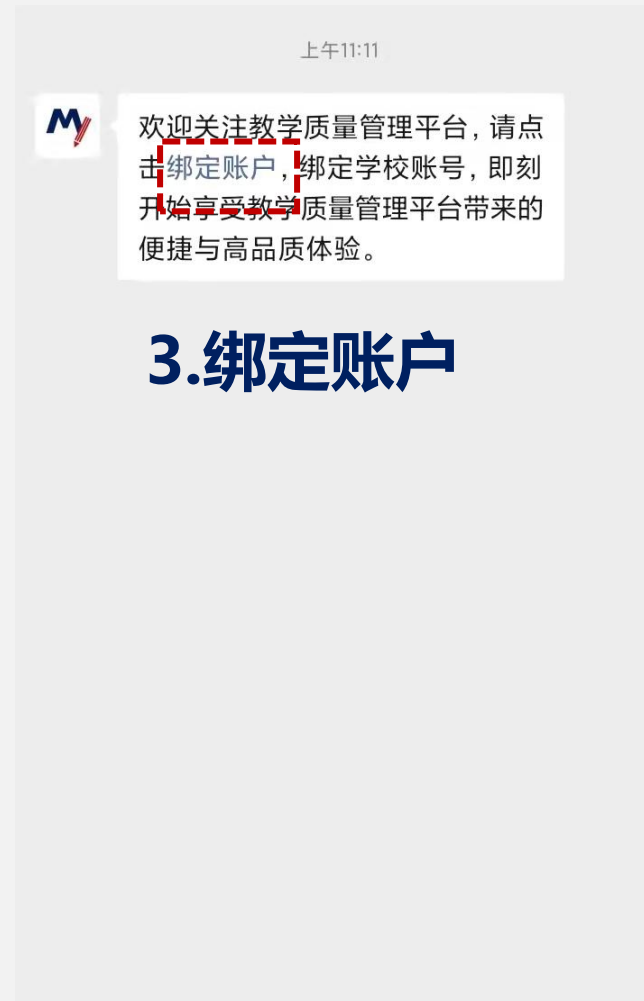 上午11:11
M
欢迎关注教学质量管理平台，请点
击绑定账户，绑定学校账号，即刻
开始享受教学质量管理平台带来的
便捷与高品质体验。
3.绑定账户